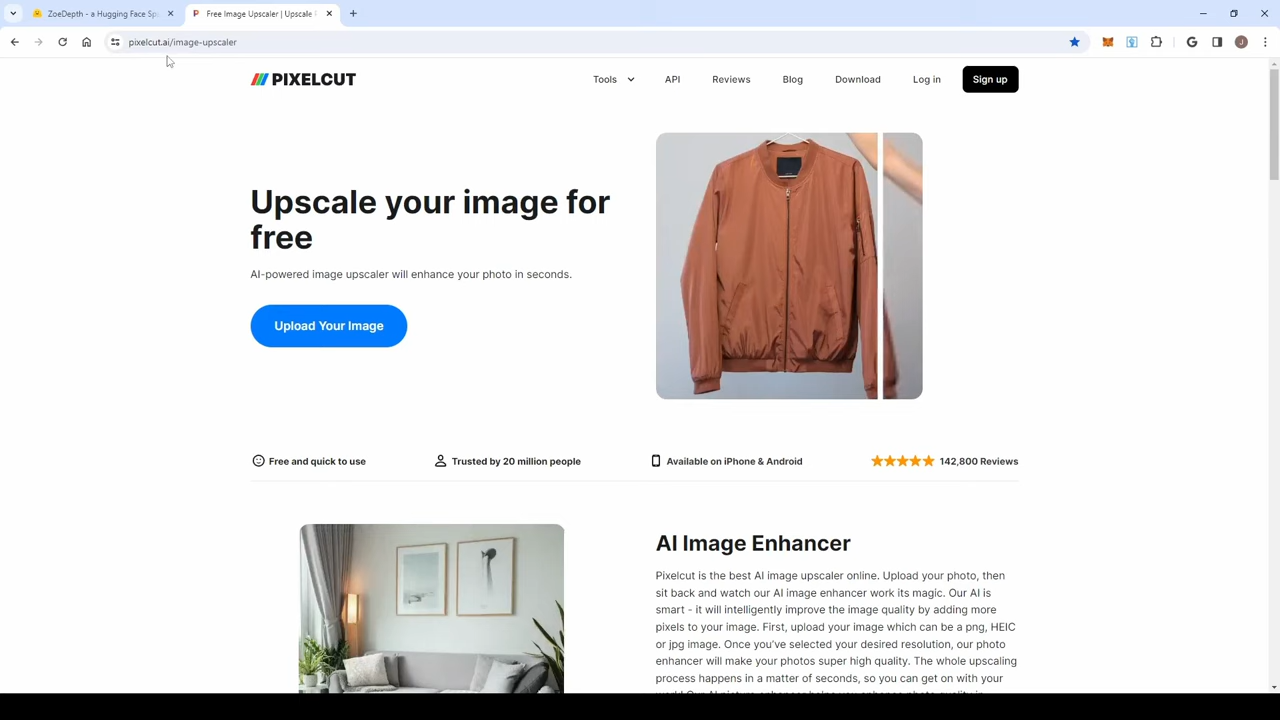 ZoeDepth - a Hugging Face Sp
Free Image Upscaler | Upscale
pixelcut.ai/image-upscaler
J
PIXELCUT
Tools
API
Reviews
Blog
Download
Log in
Sign up
Upscale your image for
free
AI-powered image upscaler will enhance your photo in seconds.
Upload Your Image
Free and quick to use
Trusted by 20 million people
Available on iPhone & Android
142,800 Reviews
AI Image Enhancer
Pixelcut is the best AI image upscaler online. Upload your photo, then
sit back and watch our AI image enhancer work its magic. Our AI is
smart - it will intelligently improve the image quality by adding more
pixels to your image. First, upload your image which can be a png, HEIC
or jpg image. Once you've selected your desired resolution, our photo
enhancer will make your photos super high quality. The whole upscaling
process happens in a matter of seconds, so you can get on with your